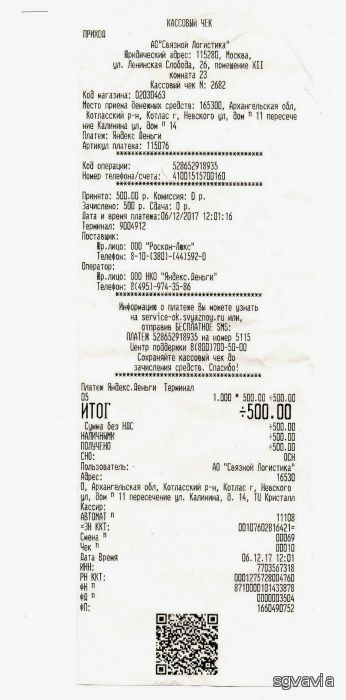 КАССОВЫЙ ЧЕК
ПРИХОД
АО"Связной Логистика"
Юридический адрес: 115280, Москва,
ул. Ленинская Слобода, 26, помещение XII
комната 23
Кассовый чек N: 2682
Код магазина: 02030463
Место приема денежных средств: 165300, Архангельская обл,
Котласский р-н, Котлас г, Невского ул, дом п 11 пересече
ние Калинина ул, дом п 14
Платеж: Яндекс Деньги
Артикул платежа: 115076
**************************************
Код операции: 528652918935
Номер телефона/счета: 41001515700160
**************************************
Принято: 500.00 р. Комиссия: 0 р.
Зачислено: 500 р. Сдача: 0 р.
Дата и время платежа:06/12/2017 12:01:16
Терминал: 9004912
Поставщик:
Юр.лицо: ООО "Роскон-Люкс"
Телефон: 8-10-(380)-(44)592-0
Оператор:
Юр.лицо: ООО НКО "Яндекс.Деньги"
Телефон: 8(495)-974-35-86
**************************************
Информацию о платеже Вы можете узнать
на service-ok.svyaznoy.ru или,
отправив БЕСПЛАТНОЕ SMS:
ПЛАТЕЖ 528652918935 на номер 5115
Центр поддержки 8(800)700-50-00
Сохраняйте кассовый чек до
зачисления средств. Спасибо!
**************************************
Платеж Яндекс.Деньги Терминал
05 1.000 * 500.00 ÷500.00
ИТОГ ÷500.00
Сумма без НДС ÷500.00
НАЛИЧНЫМИ ÷500.00
ПОЛУЧЕНО ÷500.00
СНО: ОСН
Пользователь: АО "Связной Логистика"
Адрес: 16530
0, Архангельская обл, Котласский р-н, Котлас г, Невского
ул, дом п 11 пересечение ул. Калинина, д. 14, ТЦ Кристалл
Кассир:
АВТОМАТ п 11108
=ЗН ККТ: 00107602816421=
Смена п 00069
Чек п 00010
Дата Время 06.12.17 12:01
ИНН: 7703567318
РН ККТ: 0001275728004760
ФН п 8710000101433878
ФД п 0000003504
ФП: 1660490752
sgvavia